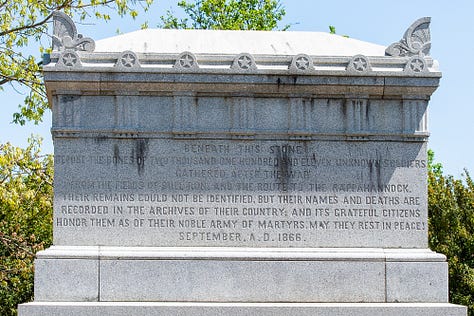 BENEATH THIS STONE
REPOSE THE BONES OF TWO THOUSAND ONE HUNDRED AND ELEVEN UNKNOWN SOLDIERS
GATHERED AFTER THE WAR
FROM THE FIELDS OF BULL RUN, AND THE ROUTE TO THE RAPPAHANNOCK.
THEIR REMAINS COULD NOT BE IDENTIFIED, BUT THEIR NAMES AND DEATHS ARE
RECORDED IN THE ARCHIVES OF THEIR COUNTRY; AND ITS GRATEFUL CITIZENS
HONOR THEM AS OF THEIR NOBLE ARMY OF MARTYRS. MAY THEY REST IN PEACE!
SEPTEMBER, A.D. 1866.